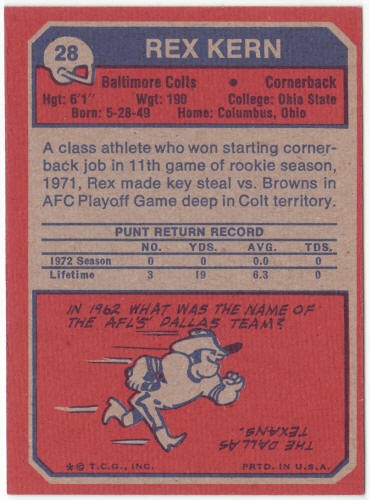 28
REX KERN
Baltimore Colts • Cornerback
Hgt: 6'1" Wgt: 190 College: Ohio State
Born: 5-28-49 Home: Columbus, Ohio
A class athlete who won starting corner-
back job in 11th game of rookie season,
1971, Rex made key steal vs. Browns in
AFC Playoff Game deep in Colt territory.
PUNT RETURN RECORD
NO. YDS. AVG. TDS.
1972 Season 0 0 0.0 0
Lifetime 3 19 6.3 0
IN 1962 WHAT WAS THE NAME OF
THE AFL'S DALLAS TEAM?
THE DALLAS
TEXANS.
* © T.C.G., INC. PRTD. IN U.S.A.